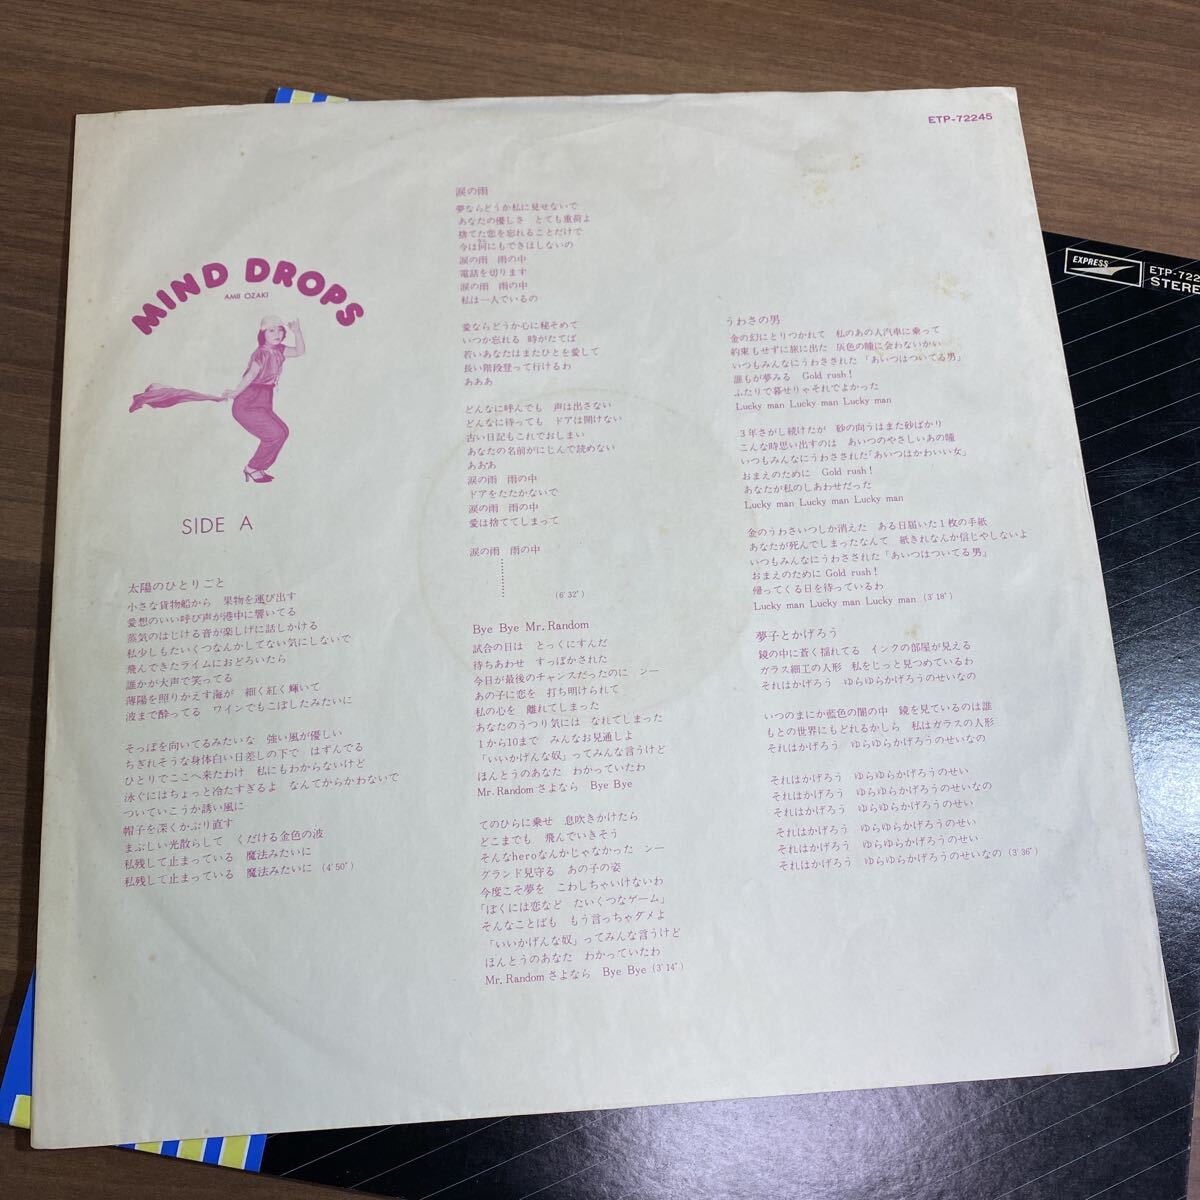 ETP-72245
MIND DROPS
AMII OZAKI
SIDE A
太陽のひとりごと
小さな貨物船から 果物を運び出す
愛想のいい呼び声が港中に響いてる
蒸気のはじける音が楽しげに話しかける
私少しもたいくつなんかしてない気にしないで
飛んできたライムにおどろいたら
誰かが大声で笑ってる
薄陽を照りかえす海が 細く紅く輝いて
波まで酔ってる ワインでもこぼしたみたいに
そっぽを向いてるみたいな 強い風が優しい
ちぎれそうな身体白い日差しの下で はずんでる
ひとりでここへ来たわけ 私にもわからないけど
泳ぐにはちょっと冷たすぎるよ なんてからかわないで
ついていこうか誘い風に
帽子を深くかぶり直す
まぶしい光散らして くだける金色の波
私残して止まっている 魔法みたいに
私残して止まっている 魔法みたいに (4'50")
涙の雨
夢ならどうか私に見せないで
あなたの優しさ とても重荷よ
捨てた恋を忘れることだけで
今は何にもできはしないの
涙の雨 雨の中
電話を切ります
涙の雨 雨の中
私は一人でいるの
愛ならどうか心に秘そめて
いつか忘れる 時がたてば
若いあなたはまたひとを愛して
長い階段登って行けるわ
あああ
どんなに呼んでも 声は出さない
どんなに待っても ドアは開けない
古い日記もこれでおしまい
あなたの名前がにじんで読めない
あああ
涙の雨 雨の中
ドアをたたかないで
涙の雨 雨の中
愛は捨ててしまって
涙の雨 雨の中
…………
(6'32")
Bye Bye Mr. Random
試合の日は とっくにすんだ
待ちあわせ すっぽかされた
今日が最後のチャンスだったのに シー
あの子に恋を 打ち明けられて
私の心を 離れてしまった
あなたのうつり気には なれてしまった
1から10まで みんなお見通しよ
「いいかげんな奴」ってみんな言うけど
ほんとうのあなた わかっていたわ
Mr. Random さよなら Bye Bye
てのひらに乗せ 息吹きかけたら
どこまでも 飛んでいきそう
そんなheroなんかじゃなかった シー
グランド見守る あの子の姿
今度こそ夢を こわしちゃいけないわ
「ぼくには恋など たいくつなゲーム」
そんなことばも もう言っちゃダメよ
「いいかげんな奴」ってみんな言うけど
ほんとうのあなた わかっていたわ
Mr. Random さよなら Bye Bye (3'14")
うわさの男
金の幻にとりつかれて 私のあの人汽車に乗って
約束もせずに旅に出た 灰色の瞳に会わないかい
いつもみんなにうわさされた「あいつはついてる男」
誰もが夢みる Gold rush!
ふたりで暮せりゃそれでよかった
Lucky man Lucky man Lucky man
3年さがし続けたが 砂の向うはまた砂ばかり
こんな時思い出すのは あいつのやさしいあの瞳
いつもみんなにうわさされた「あいつはかわいい女」
おまえのために Gold rush!
あなたが私のしあわせだった
Lucky man Lucky man Lucky man
金のうわさいつしか消えた ある日届いた1枚の手紙
あなたが死んでしまったなんて 紙きれなんか信じやしないよ
いつもみんなにうわさされた「あいつはついてる男」
おまえのために Gold rush!
帰ってくる日を待っているわ
Lucky man Lucky man Lucky man (3'18")
夢子とかげろう
鏡の中に蒼く揺れてる インクの部屋が見える
ガラス細工の人形 私をじっと見つめているわ
それはかげろう ゆらゆらかげろうのせいなの
いつのまにか藍色の闇の中 鏡を見ているのは誰
もとの世界にもどれるかしら 私はガラスの人形
それはかげろう ゆらゆらかげろうのせいなの
それはかげろう ゆらゆらかげろうのせい
それはかげろう ゆらゆらかげろうのせいなの
それはかげろう ゆらゆらかげろうのせい
それはかげろう ゆらゆらかげろうのせい
それはかげろう ゆらゆらかげろうのせい
それはかげろう ゆらゆらかげろうのせいなの (3'36")
EXPRESS
ETP-722
STEREO